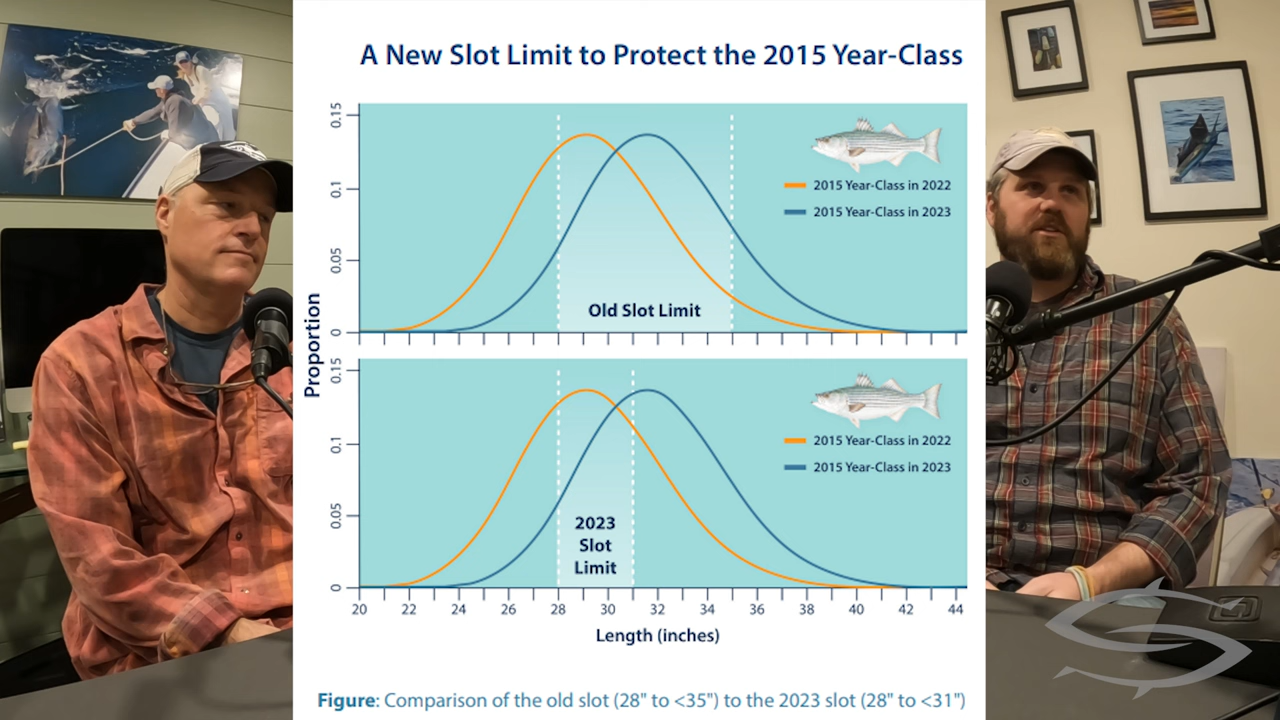 A New Slot Limit to Protect the 2015 Year-Class
0.15
0.1
0.05
0
2015 Year-Class in 2022
2015 Year-Class in 2023
Old Slot Limit
Proportion
0.15
0.1
0.05
0
2015 Year-Class in 2022
2015 Year-Class in 2023
2023
Slot
Limit
20 22 24 26 28 30 32 34 36 38 40 42 44
Length (inches)
Figure: Comparison of the old slot (28" to <35") to the 2023 slot (28" to <31")